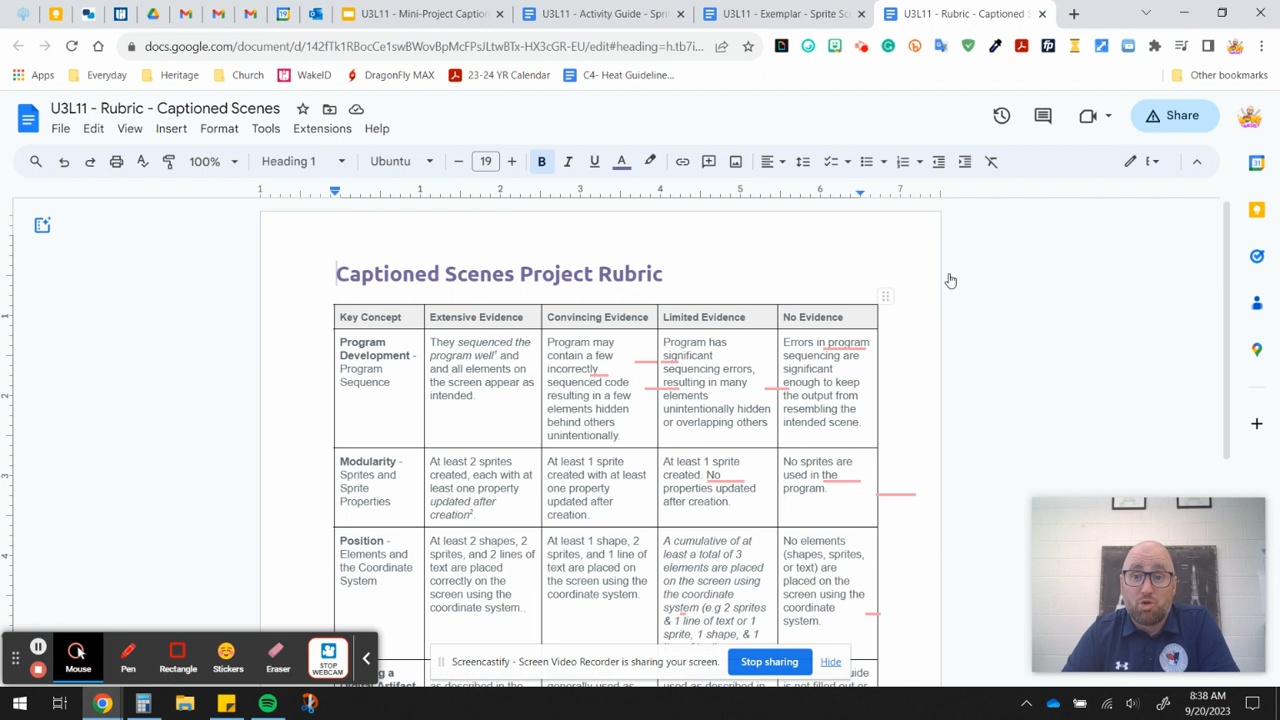 U3L11 - Mini-Project Caption
U3L11 - Activity Guide - Spri
U3L11 - Exemplar - Sprite Sc
U3L11 - Rubric - Captioned S
docs.google.com/document/d/142fTk1RBocCe1swBWovBpMcFPsJLtwBTx-HX3cGR-EU/edit#heading=h.tb7i...
Apps
Everyday
Heritage
Church
WakeID
DragonFly MAX
23-24 YR Calendar
C4- Heat Guideline...
Other bookmarks
U3L11 - Rubric - Captioned Scenes
File Edit View Insert Format Tools Extensions Help
Share
100%
Heading 1
Ubuntu
19
B I U A
1 1 2 3 4 5 6 7
Captioned Scenes Project Rubric
Key Concept
Extensive Evidence
Convincing Evidence
Limited Evidence
No Evidence
Program
Development -
Program
Sequence
They sequenced the
program well1 and
and all elements on
the screen appear as
intended.
Program may
contain a few
incorrectly
sequenced code
resulting in a few
elements hidden
behind others
unintentionally.
Program has
significant
sequencing errors,
resulting in many
elements
unintentionally hidden
or overlapping others
Errors in program
sequencing are
significant
enough to keep
the output from
resembling the
intended scene.
Modularity -
Sprites and
Sprite
Properties
At least 2 sprites
created, each with at
least one property
updated after
creation2.
At least 1 sprite
created with at least
one property
updated after
creation.
At least 1 sprite
created. No
properties updated
after creation.
No sprites are
used in the
program.
Position -
Elements and
the Coordinate
System
At least 2 shapes, 2
sprites, and 2 lines of
text are placed
correctly on the
screen using the
coordinate system..
At least 1 shape, 2
sprites, and 1 line of
text are placed on
the screen using the
coordinate system.
A cumulative of at
least a total of 3
elements are placed
on the screen using
the coordinate
system (e.g 2 sprites
& 1 line of text or 1
sprite, 1 shape, & 1
No elements
(shapes, sprites,
or text) are
placed on the
screen using the
coordinate
system.
1
2
3
4
Mouse
Pen
Rectangle
Stickers
Eraser
STOP
WEBCAM
Screencastify - Screen Video Recorder is sharing your screen.
Stop sharing
Hide
8:38 AM
9/20/2023